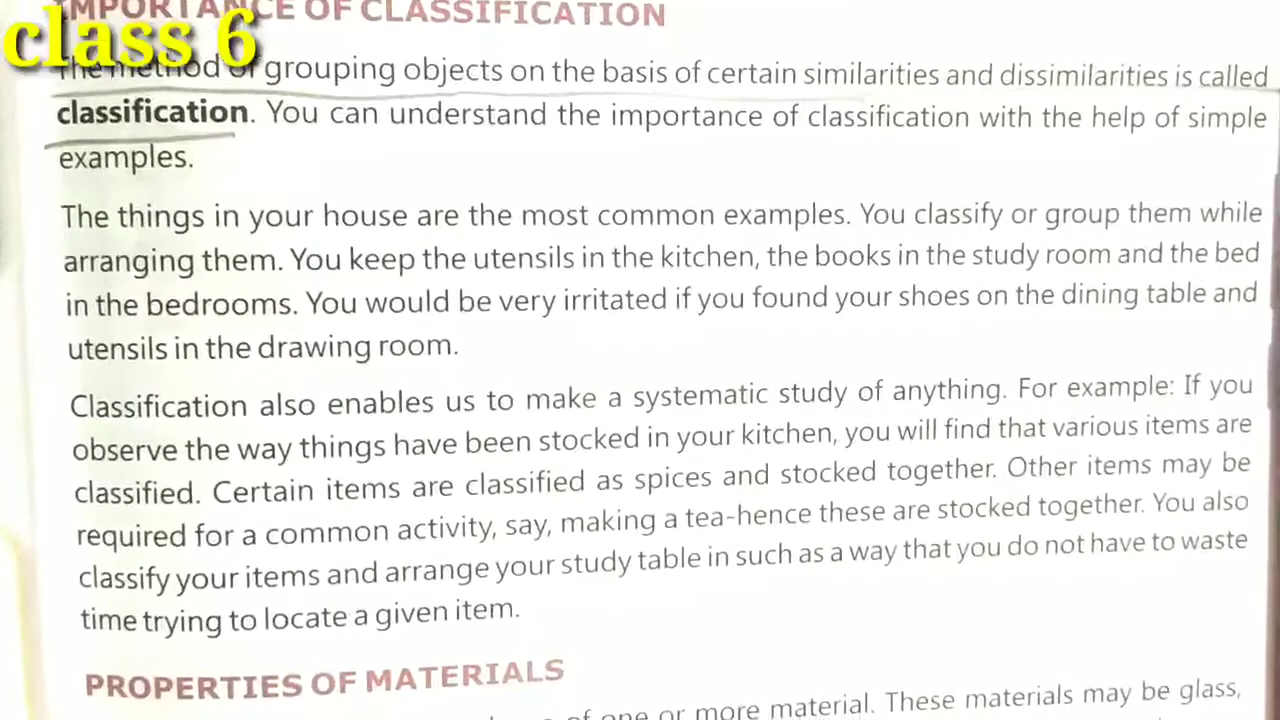 IMPORTANCE OF CLASSIFICATION
class 6
The method of grouping objects on the basis of certain similarities and dissimilarities is called
classification. You can understand the importance of classification with the help of simple
examples.
The things in your house are the most common examples. You classify or group them while
arranging them. You keep the utensils in the kitchen, the books in the study room and the bed
in the bedrooms. You would be very irritated if you found your shoes on the dining table and
utensils in the drawing room.
Classification also enables us to make a systematic study of anything. For example: If you
observe the way things have been stocked in your kitchen, you will find that various items are
classified. Certain items are classified as spices and stocked together. Other items may be
required for a common activity, say, making a tea-hence these are stocked together. You also
classify your items and arrange your study table in such as a way that you do not have to waste
time trying to locate a given item.
PROPERTIES OF MATERIALS
of one or more material. These materials may be glass,